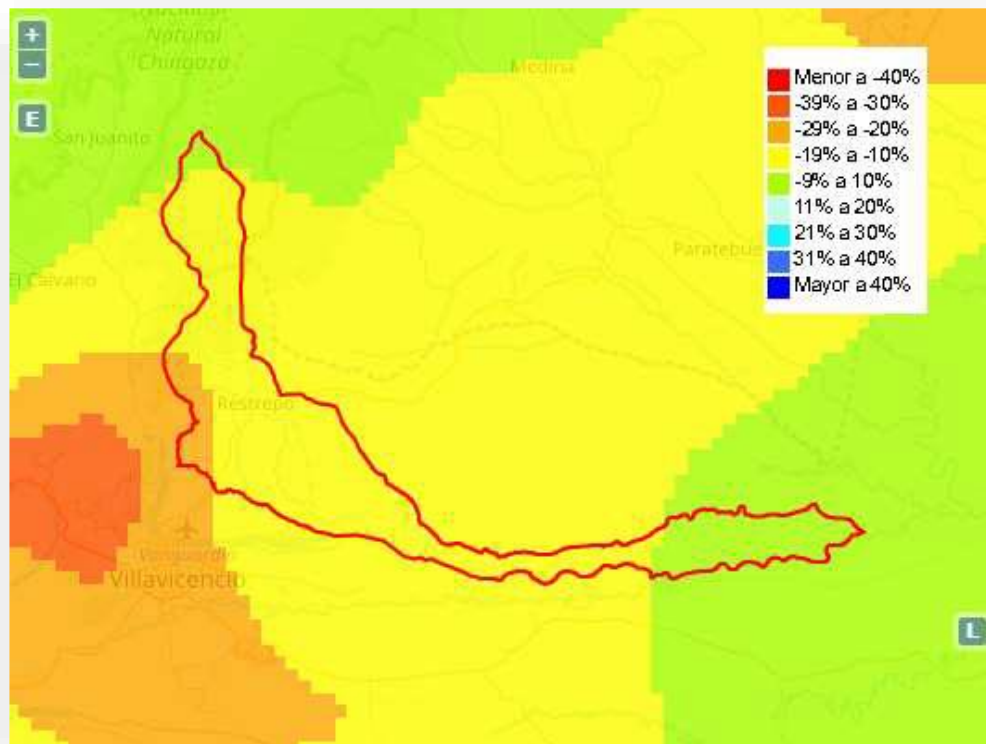 Natural
"Chingaza
Medina
+
−
E
San Juanito
El Calvario
Restrepo
Paratebue
Vanguardi
Villavicencio
L
Menor a -40%
-39% a -30%
-29% a -20%
-19% a -10%
-9% a 10%
11% a 20%
21% a 30%
31% a 40%
Mayor a 40%